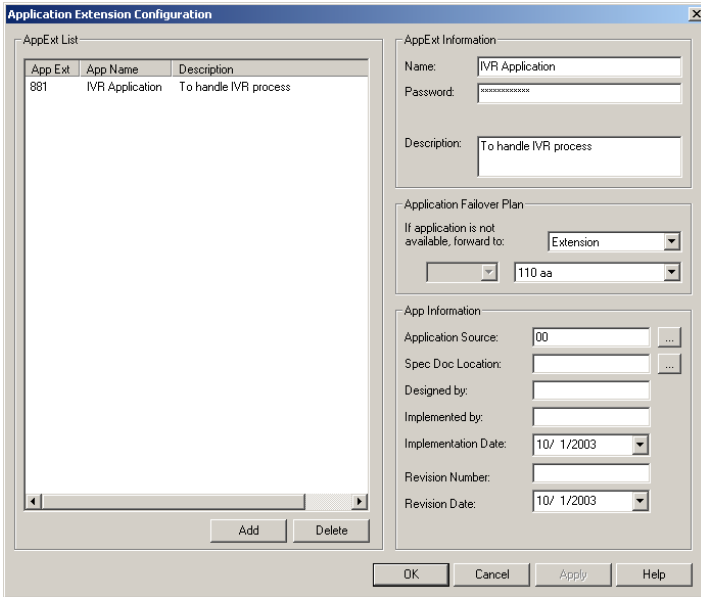 Application Extension Configuration
AppExt List
App Ext App Name Description
881 IVR Application To handle IVR process
Add Delete
AppExt Information
Name: IVR Application
Password: xxxxxxxxxxxx
Description: To handle IVR process
Application Failover Plan
If application is not
available, forward to: Extension
110 aa
App Information
Application Source: 00 ...
Spec Doc Location: ...
Designed by:
Implemented by:
Implementation Date: 10/ 1/2003
Revision Number:
Revision Date: 10/ 1/2003
OK Cancel Apply Help